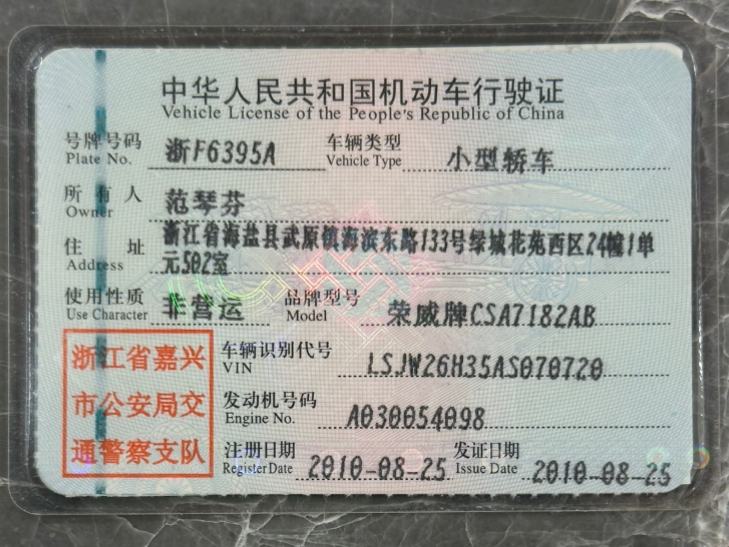 中华人民共和国机动车行驶证
Vehicle License of the People's Republic of China
号牌号码 浙F6395A 车辆类型 小型轿车
Plate No. Vehicle Type
所有人 范琴芬
Owner
住址 浙江省海盐县武原镇海滨东路133号绿城花苑西区24幢1单
Address 元502室
使用性质 非营运 品牌型号 荣威牌CSA7182AB
Use Character Model
浙江省嘉兴
市公安局交
通警察支队
车辆识别代号 LSJW26H35AS070720
VIN
发动机号码 A030054098
Engine No.
注册日期 2010-08-25 发证日期 2010-08-25
Register Date Issue Date